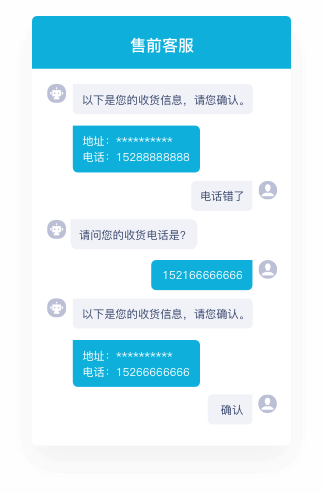 售前客服
以下是您的收货信息，请您确认。
地址：**********
电话：15288888888
电话错了
请问您的收货电话是？
152166666666
以下是您的收货信息，请您确认。
地址：**********
电话：15266666666
确认